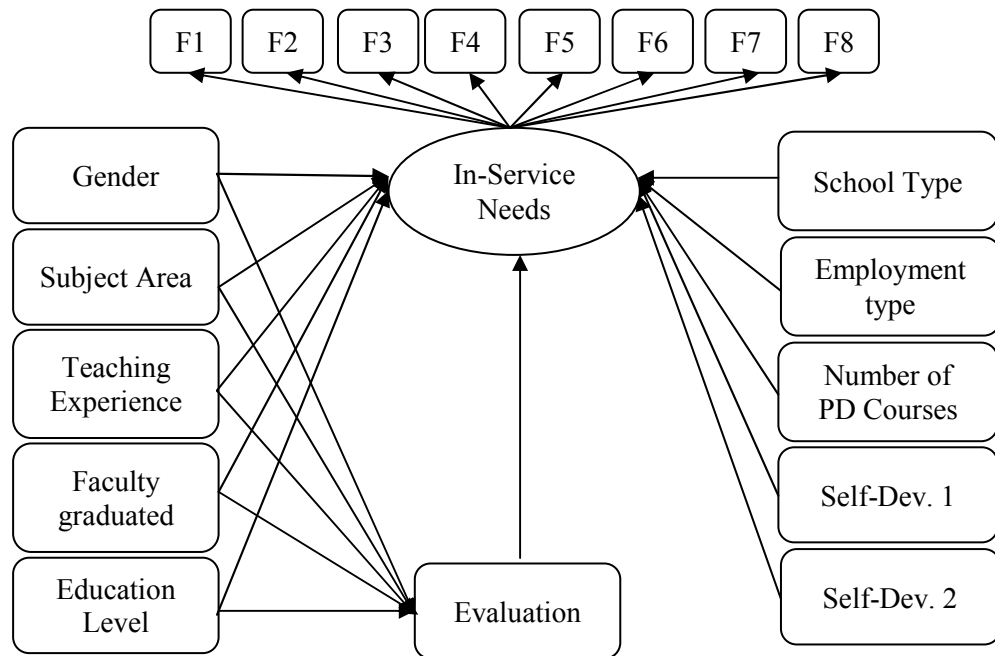 F1 F2 F3 F4 F5 F6 F7 F8
Gender
Subject Area
Teaching
Experience
Faculty
graduated
Education
Level
In-Service
Needs
Evaluation
School Type
Employment
type
Number of
PD Courses
Self-Dev. 1
Self-Dev. 2